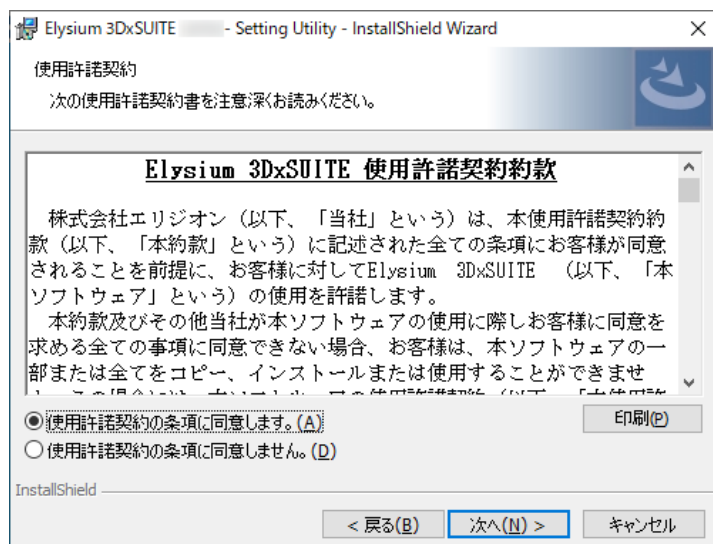 Elysium 3DxSUITE - Setting Utility - InstallShield Wizard
使用許諾契約
次の使用許諾契約書を注意深くお読みください。
Elysium 3DxSUITE 使用許諾契約約款
株式会社エリジオン（以下、「当社」という）は、本使用許諾契約約
款（以下、「本約款」という）に記述された全ての条項にお客様が同意
されることを前提に、お客様に対してElysium 3DxSUITE （以下、「本
ソフトウェア」という）の使用を許諾します。
本約款及びその他当社が本ソフトウェアの使用に際しお客様に同意を
求める全ての事項に同意できない場合、お客様は、本ソフトウェアの一
部または全てをコピー、インストールまたは使用することができませ
使用許諾契約の条項に同意します。(A)
印刷(P)
使用許諾契約の条項に同意しません。(D)
InstallShield
< 戻る(B)
次へ(N) >
キャンセル